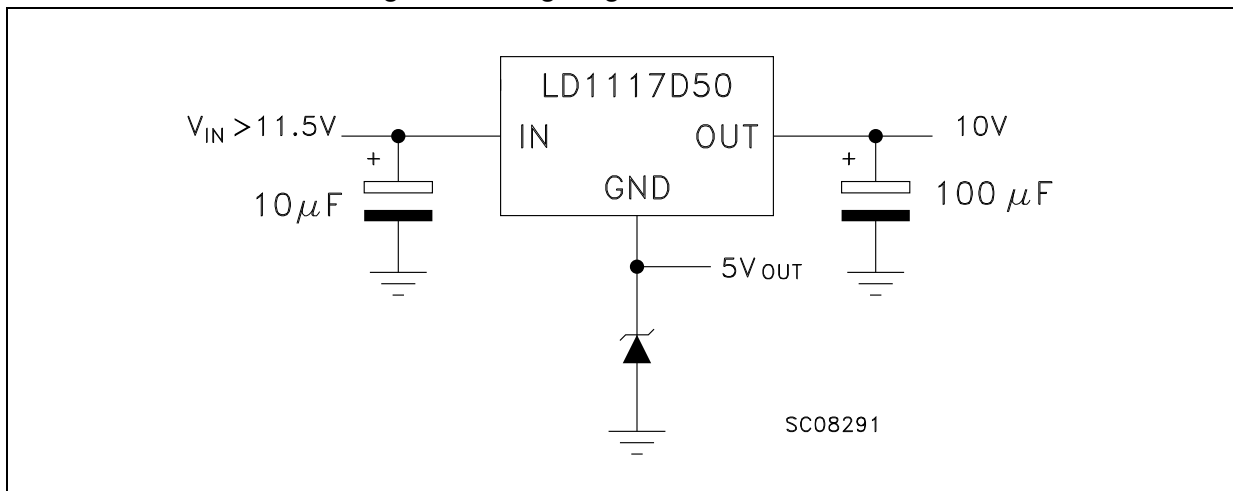 LD1117D50
V_IN >11.5V
IN
OUT
10V
+
10μF
GND
+
100 μF
5V_OUT
SC08291